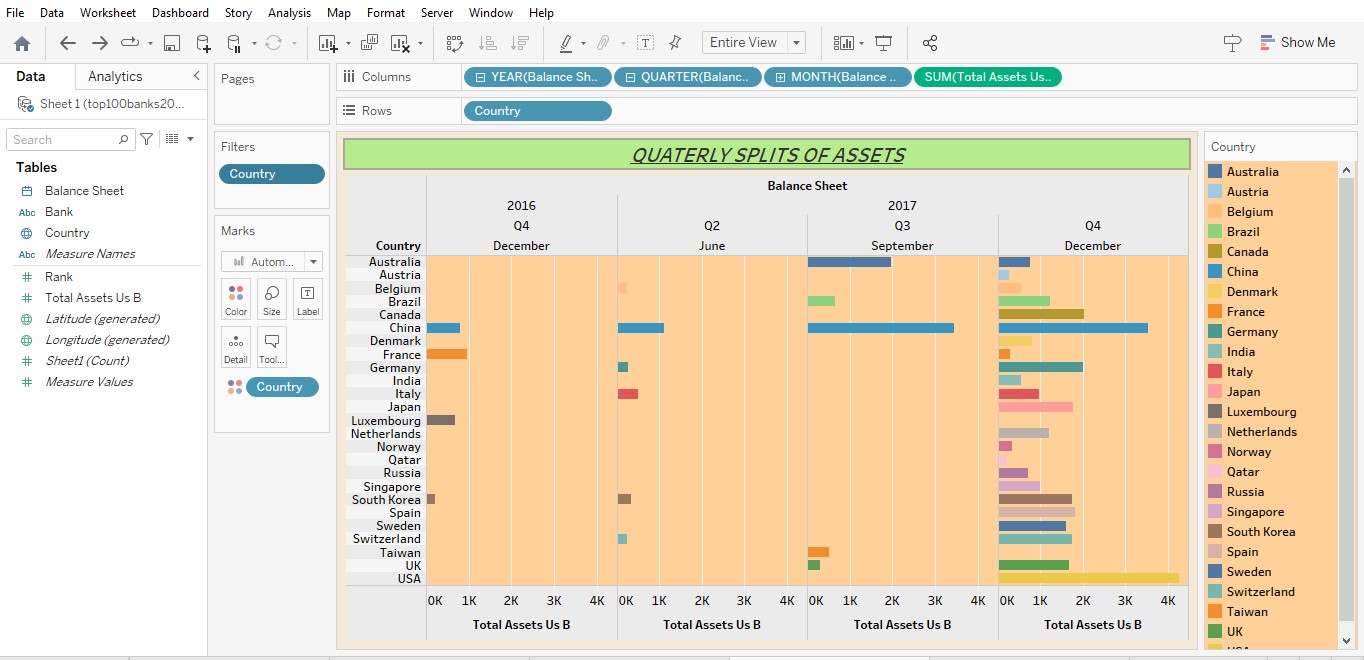 File Data Worksheet Dashboard Story Analysis Map Format Server Window Help
Entire View
Show Me
Data Analytics
Sheet 1 (top100banks20...
Search
Tables
Balance Sheet
Abc Bank
Country
Abc Measure Names
# Rank
# Total Assets Us B
Latitude (generated)
Longitude (generated)
# Sheet1 (Count)
# Measure Values
Pages
Filters
Country
Marks
Autom...
Color Size Label
Detail Tool...
Country
Columns YEAR(Balance Sh.. QUARTER(Balanc.. MONTH(Balance .. SUM(Total Assets Us..
Rows Country
QUATERLY SPLITS OF ASSETS
Balance Sheet
2016 2017
Q4 Q2 Q3 Q4
Country December June September December
Australia
Austria
Belgium
Brazil
Canada
China
Denmark
France
Germany
India
Italy
Japan
Luxembourg
Netherlands
Norway
Qatar
Russia
Singapore
South Korea
Spain
Sweden
Switzerland
Taiwan
UK
USA
0K 1K 2K 3K 4K 0K 1K 2K 3K 4K 0K 1K 2K 3K 4K 0K 1K 2K 3K 4K
Total Assets Us B Total Assets Us B Total Assets Us B Total Assets Us B
Country
Australia
Austria
Belgium
Brazil
Canada
China
Denmark
France
Germany
India
Italy
Japan
Luxembourg
Netherlands
Norway
Qatar
Russia
Singapore
South Korea
Spain
Sweden
Switzerland
Taiwan
UK
USA